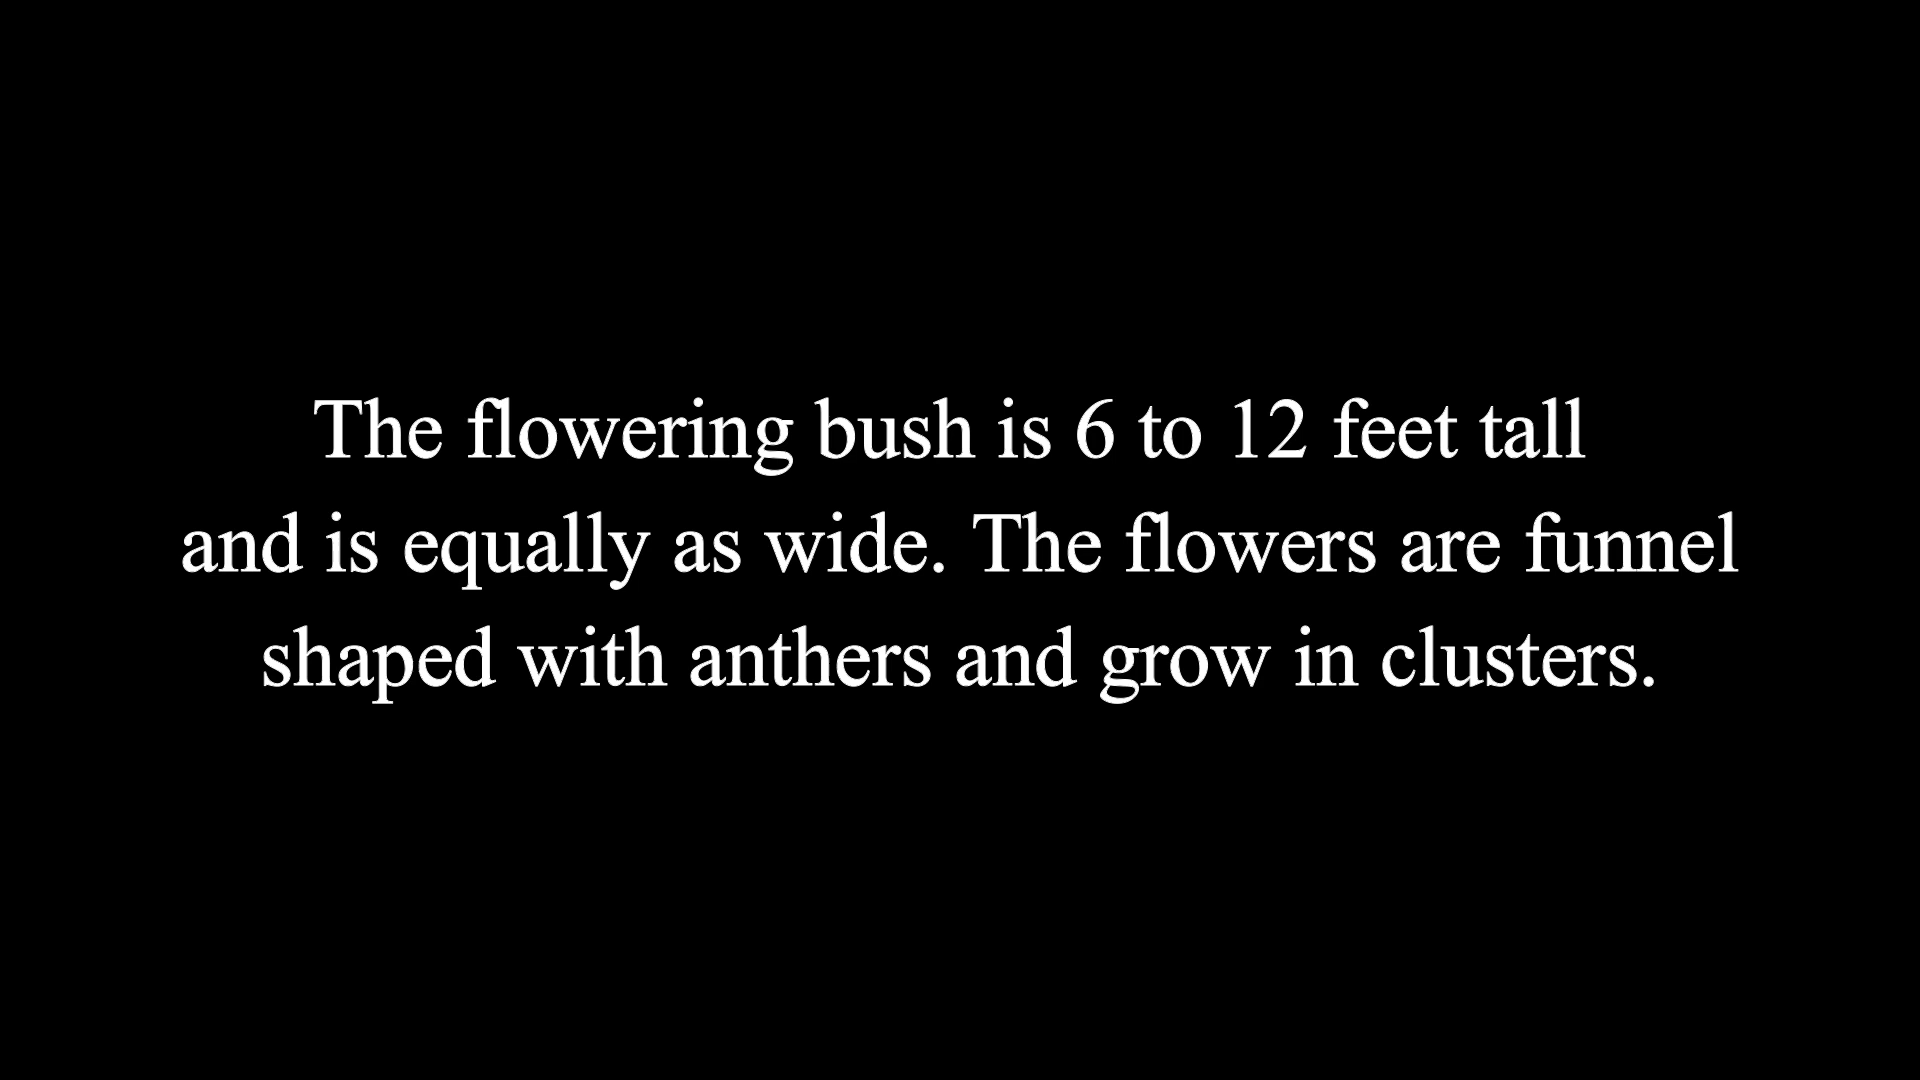 The flowering bush is 6 to 12 feet tall
and is equally as wide. The flowers are funnel
shaped with anthers and grow in clusters.